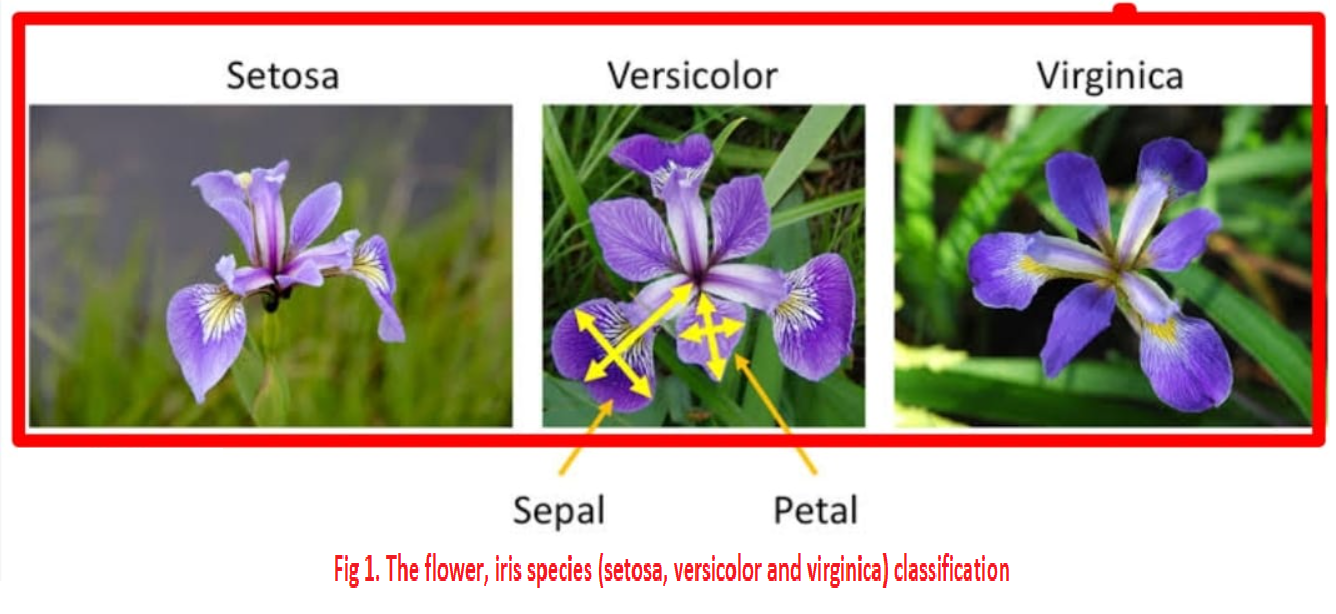 Setosa
Versicolor
Virginica
Sepal
Petal
Fig 1. The flower, iris species (setosa, versicolor and virginica) classification